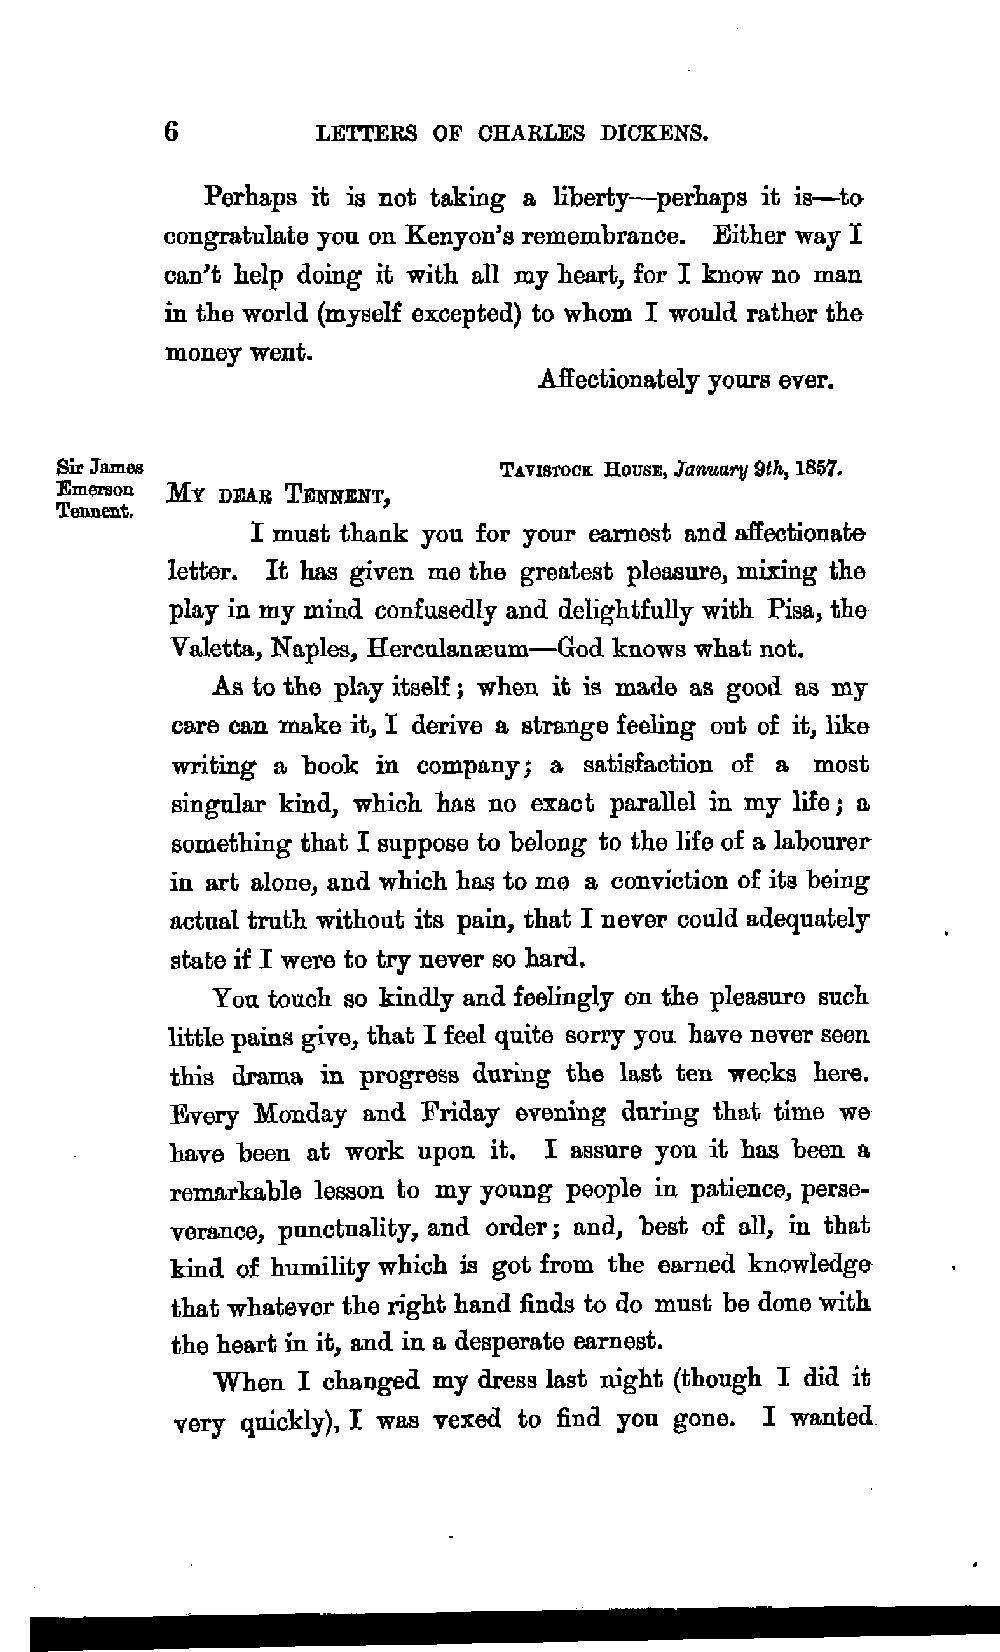 6 LETTERS OF CHARLES DICKENS.
Perhaps it is not taking a liberty—perhaps it is—to
congratulate you on Kenyon's remembrance. Either way I
can't help doing it with all my heart, for I know no man
in the world (myself excepted) to whom I would rather the
money went.
Affectionately yours ever.
Sir James
Emerson
Tennent.
TAVISTOCK HOUSE, January 9th, 1857.
MY DEAR TENNENT,
I must thank you for your earnest and affectionate
letter. It has given me the greatest pleasure, mixing the
play in my mind confusedly and delightfully with Pisa, the
Valetta, Naples, Herculanæum—God knows what not.
As to the play itself; when it is made as good as my
care can make it, I derive a strange feeling out of it, like
writing a book in company; a satisfaction of a most
singular kind, which has no exact parallel in my life; a
something that I suppose to belong to the life of a labourer
in art alone, and which has to me a conviction of its being
actual truth without its pain, that I never could adequately
state if I were to try never so hard.
You touch so kindly and feelingly on the pleasure such
little pains give, that I feel quite sorry you have never seen
this drama in progress during the last ten weeks here.
Every Monday and Friday evening during that time we
have been at work upon it. I assure you it has been a
remarkable lesson to my young people in patience, perse-
verance, punctuality, and order; and, best of all, in that
kind of humility which is got from the earned knowledge
that whatever the right hand finds to do must be done with
the heart in it, and in a desperate earnest.
When I changed my dress last night (though I did it
very quickly), I was vexed to find you gone. I wanted